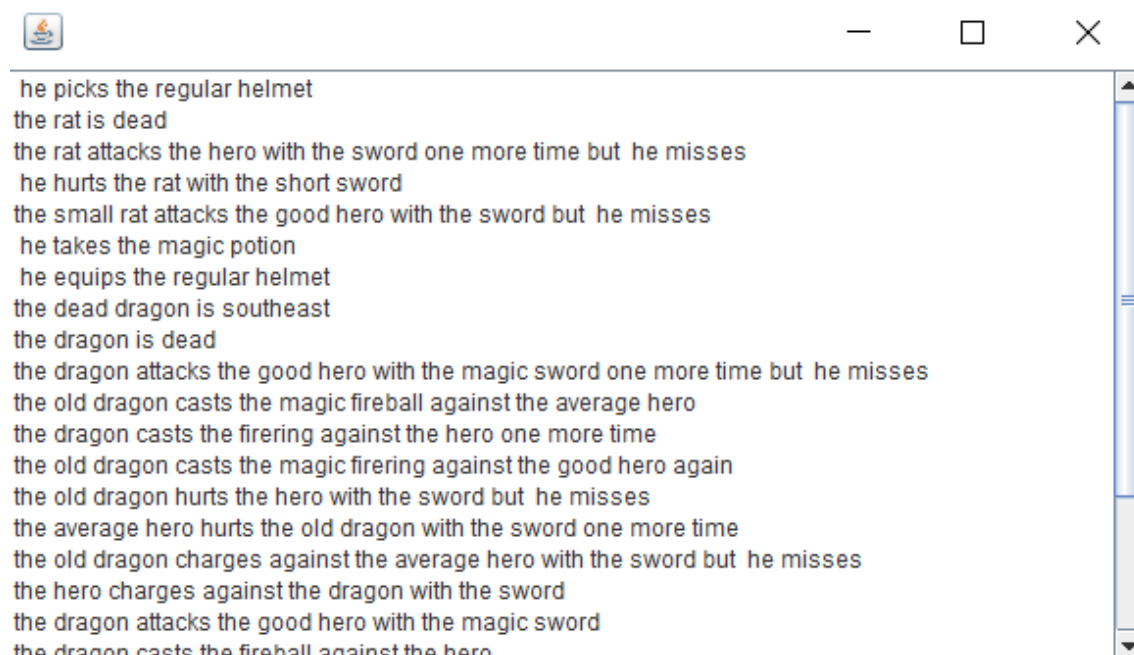 he picks the regular helmet
the rat is dead
the rat attacks the hero with the sword one more time but  he misses
he hurts the rat with the short sword
the small rat attacks the good hero with the sword but  he misses
he takes the magic potion
he equips the regular helmet
the dead dragon is southeast
the dragon is dead
the dragon attacks the good hero with the magic sword one more time but  he misses
the old dragon casts the magic fireball against the average hero
the dragon casts the firering against the hero one more time
the old dragon casts the magic firering against the good hero again
the old dragon hurts the hero with the sword but  he misses
the average hero hurts the old dragon with the sword one more time
the old dragon charges against the average hero with the sword but  he misses
the hero charges against the dragon with the sword
the dragon attacks the good hero with the magic sword
the dragon casts the fireball against the hero